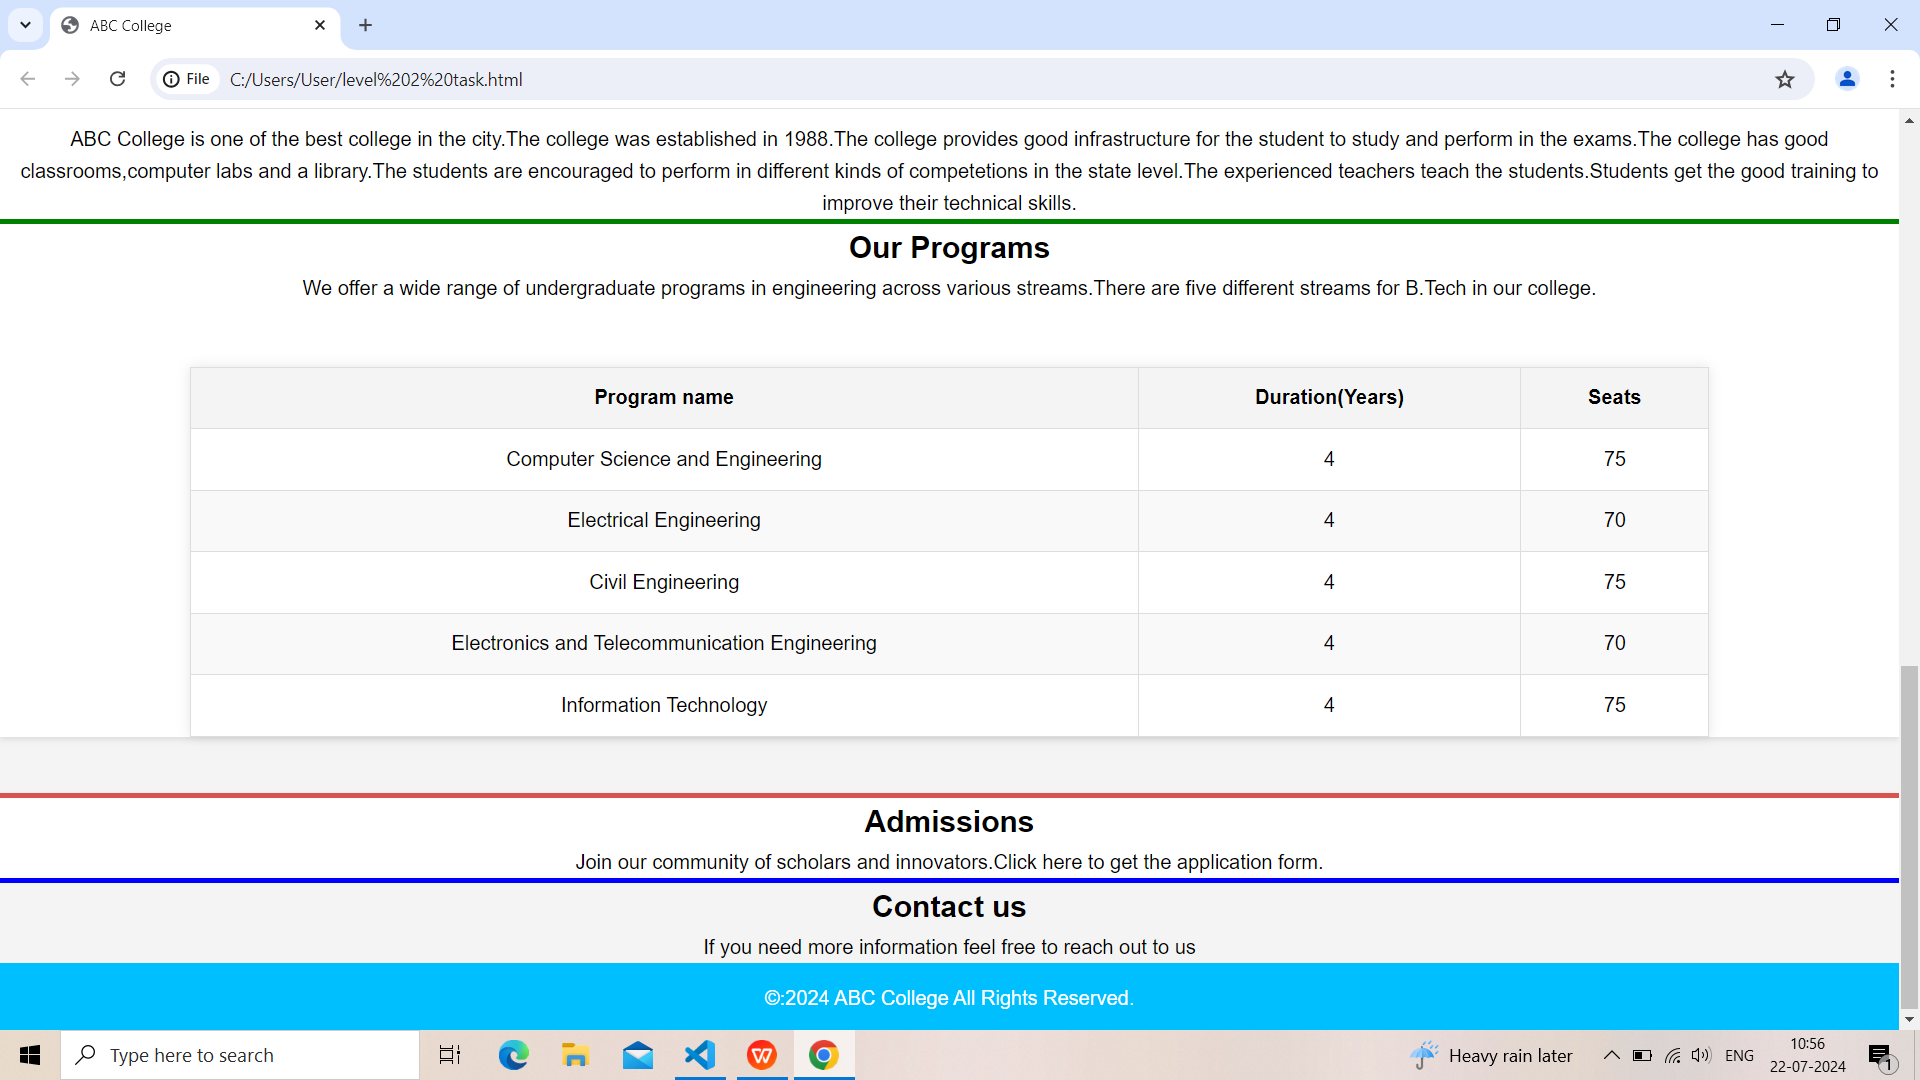 ABC College
File
C:/Users/User/level%202%20task.html
ABC College is one of the best college in the city.The college was established in 1988.The college provides good infrastructure for the student to study and perform in the exams.The college has good
classrooms,computer labs and a library.The students are encouraged to perform in different kinds of competetions in the state level.The experienced teachers teach the students.Students get the good training to
improve their technical skills.
Our Programs
We offer a wide range of undergraduate programs in engineering across various streams.There are five different streams for B.Tech in our college.
Program name Duration(Years) Seats
Computer Science and Engineering 4 75
Electrical Engineering 4 70
Civil Engineering 4 75
Electronics and Telecommunication Engineering 4 70
Information Technology 4 75
Admissions
Join our community of scholars and innovators.Click here to get the application form.
Contact us
If you need more information feel free to reach out to us
©:2024 ABC College All Rights Reserved.
Type here to search
Heavy rain later
ENG
10:56
22-07-2024
1